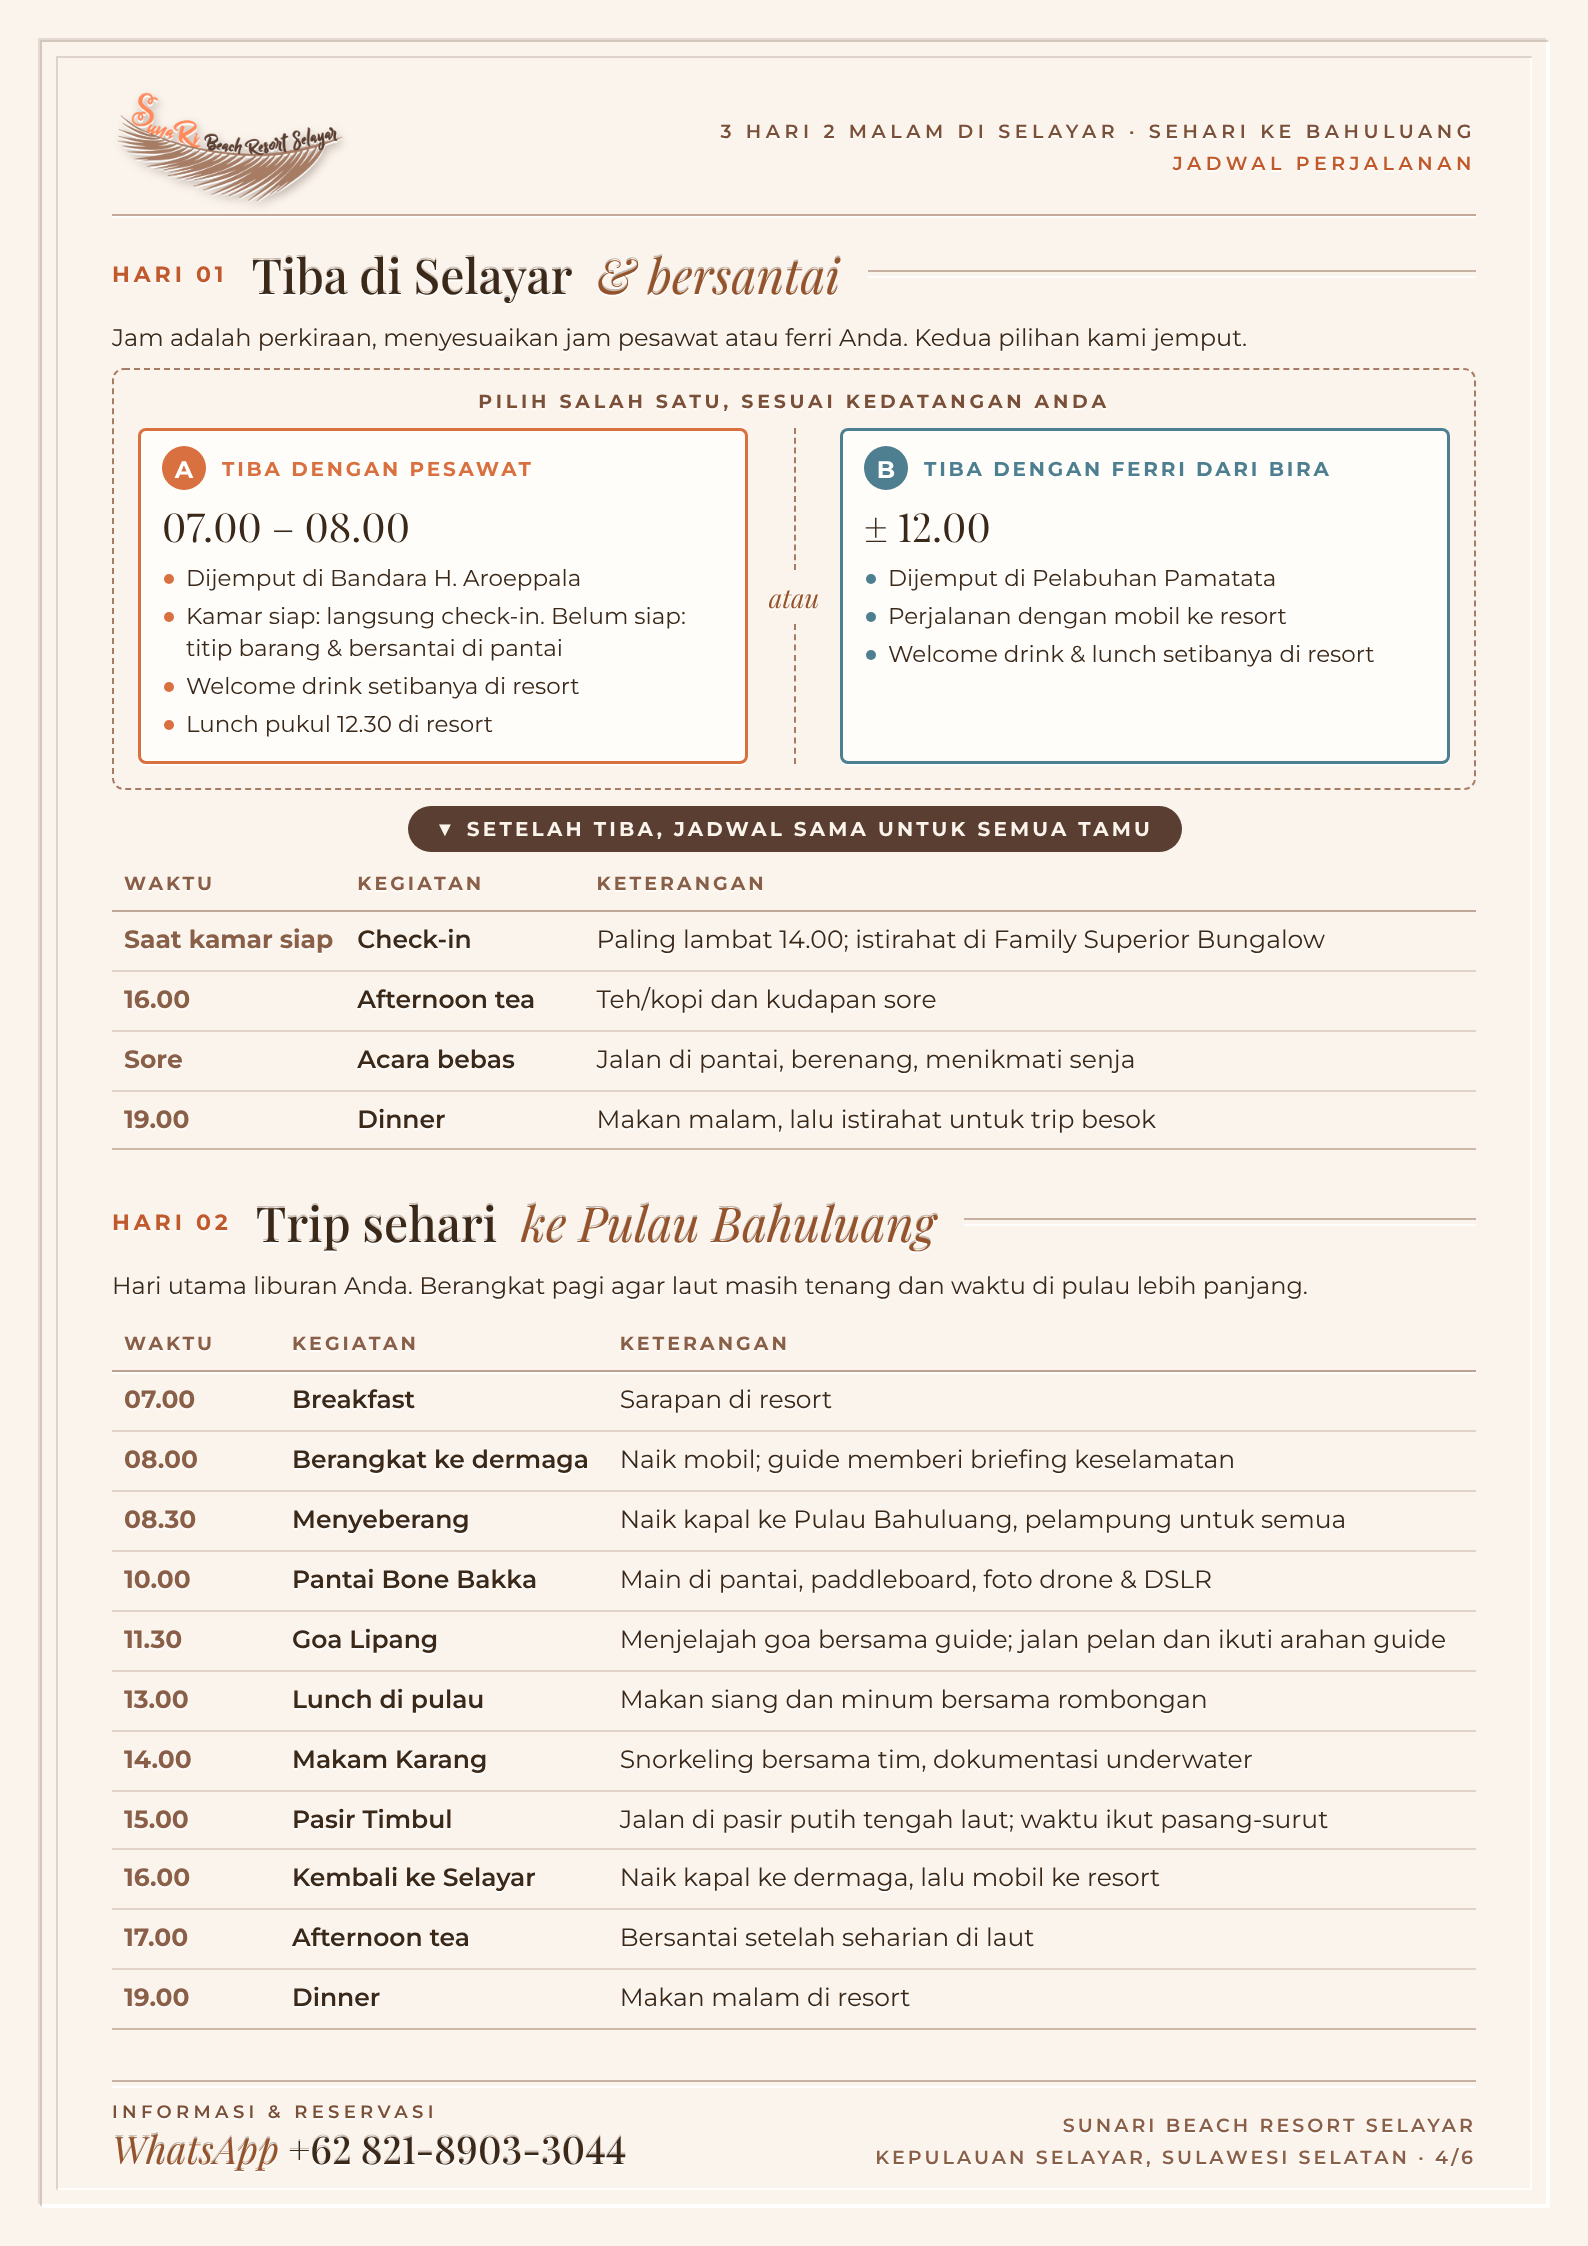 SunaRi Beach Resort Selayar
3 HARI 2 MALAM DI SELAYAR · SEHARI KE BAHULUANG
JADWAL PERJALANAN
HARI 01 Tiba di Selayar & bersantai
Jam adalah perkiraan, menyesuaikan jam pesawat atau ferri Anda. Kedua pilihan kami jemput.
PILIH SALAH SATU, SESUAI KEDATANGAN ANDA
A TIBA DENGAN PESAWAT
07.00 – 08.00
• Dijemput di Bandara H. Aroeppala
• Kamar siap: langsung check-in. Belum siap:
titip barang & bersantai di pantai
• Welcome drink setibanya di resort
• Lunch pukul 12.30 di resort
atau
B TIBA DENGAN FERRI DARI BIRA
± 12.00
• Dijemput di Pelabuhan Pamatata
• Perjalanan dengan mobil ke resort
• Welcome drink & lunch setibanya di resort
▼ SETELAH TIBA, JADWAL SAMA UNTUK SEMUA TAMU
WAKTU KEGIATAN KETERANGAN
Saat kamar siap Check-in Paling lambat 14.00; istirahat di Family Superior Bungalow
16.00 Afternoon tea Teh/kopi dan kudapan sore
Sore Acara bebas Jalan di pantai, berenang, menikmati senja
19.00 Dinner Makan malam, lalu istirahat untuk trip besok
HARI 02 Trip sehari ke Pulau Bahuluang
Hari utama liburan Anda. Berangkat pagi agar laut masih tenang dan waktu di pulau lebih panjang.
WAKTU KEGIATAN KETERANGAN
07.00 Breakfast Sarapan di resort
08.00 Berangkat ke dermaga Naik mobil; guide memberi briefing keselamatan
08.30 Menyeberang Naik kapal ke Pulau Bahuluang, pelampung untuk semua
10.00 Pantai Bone Bakka Main di pantai, paddleboard, foto drone & DSLR
11.30 Goa Lipang Menjelajah goa bersama guide; jalan pelan dan ikuti arahan guide
13.00 Lunch di pulau Makan siang dan minum bersama rombongan
14.00 Makam Karang Snorkeling bersama tim, dokumentasi underwater
15.00 Pasir Timbul Jalan di pasir putih tengah laut; waktu ikut pasang-surut
16.00 Kembali ke Selayar Naik kapal ke dermaga, lalu mobil ke resort
17.00 Afternoon tea Bersantai setelah seharian di laut
19.00 Dinner Makan malam di resort
INFORMASI & RESERVASI
WhatsApp +62 821-8903-3044
SUNARI BEACH RESORT SELAYAR
KEPULAUAN SELAYAR, SULAWESI SELATAN · 4/6